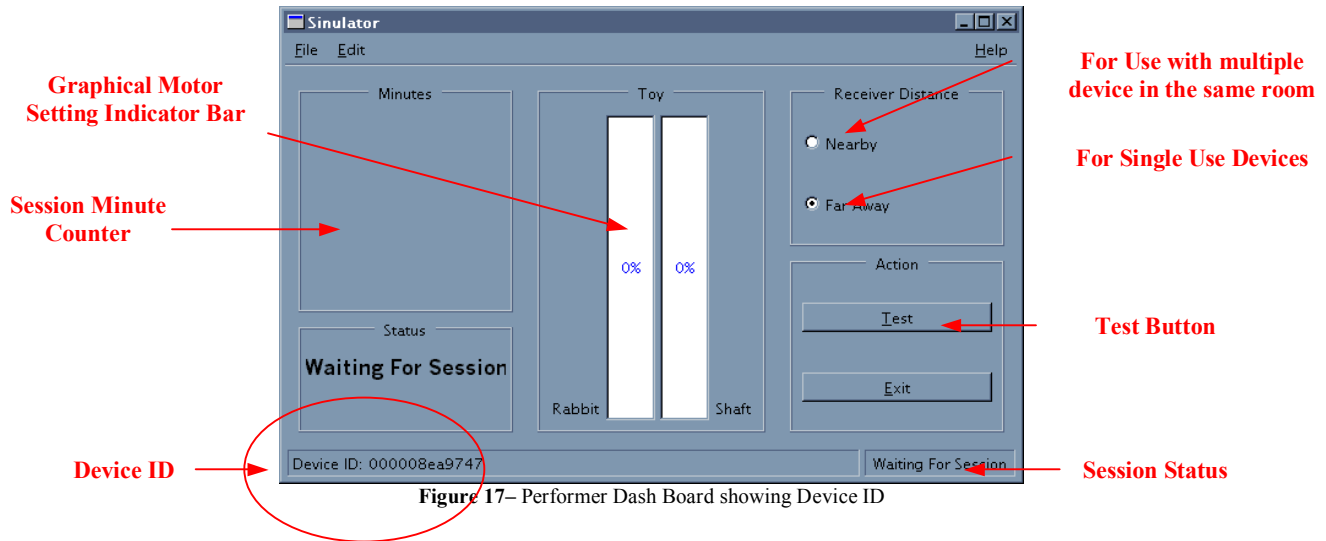 Sinulator
File Edit Help
Graphical Motor
Setting Indicator Bar
Session Minute
Counter
Device ID
Minutes
Status
Waiting For Session
Toy
0% 0%
Rabbit Shaft
Receiver Distance
Nearby
Far Away
Action
Test
Exit
Device ID: 000008ea9747
Waiting For Session
For Use with multiple
device in the same room
For Single Use Devices
Test Button
Session Status
Figure 17– Performer Dash Board showing Device ID